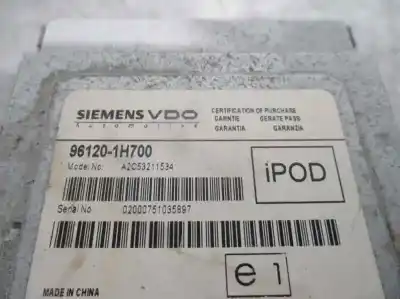 SIEMENS VDO
Automotive
CERTIFICATION OF PURCHASE
GARANTIE GERATE PASS
GARANTIA GARANZIA
96120-1H700
Model No: A2C53211534
iPOD
Serial No 02000751035897
e1
MADE IN CHINA